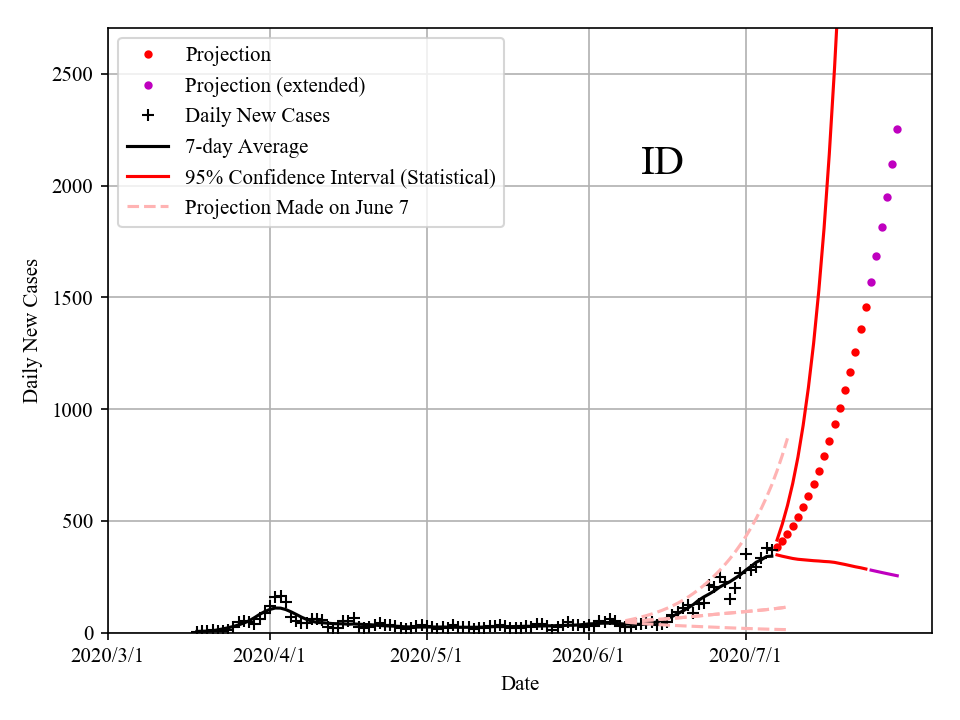 Projection
Projection (extended)
Daily New Cases
7-day Average
95% Confidence Interval (Statistical)
Projection Made on June 7
ID
2500
2000
1500
1000
500
0
Daily New Cases
2020/3/1
2020/4/1
2020/5/1
2020/6/1
2020/7/1
Date